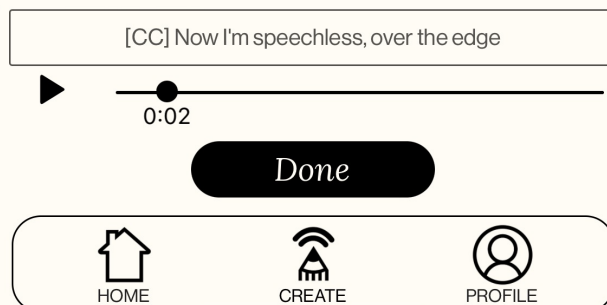 [CC] Now I'm speechless, over the edge
0:02
Done
HOME CREATE PROFILE